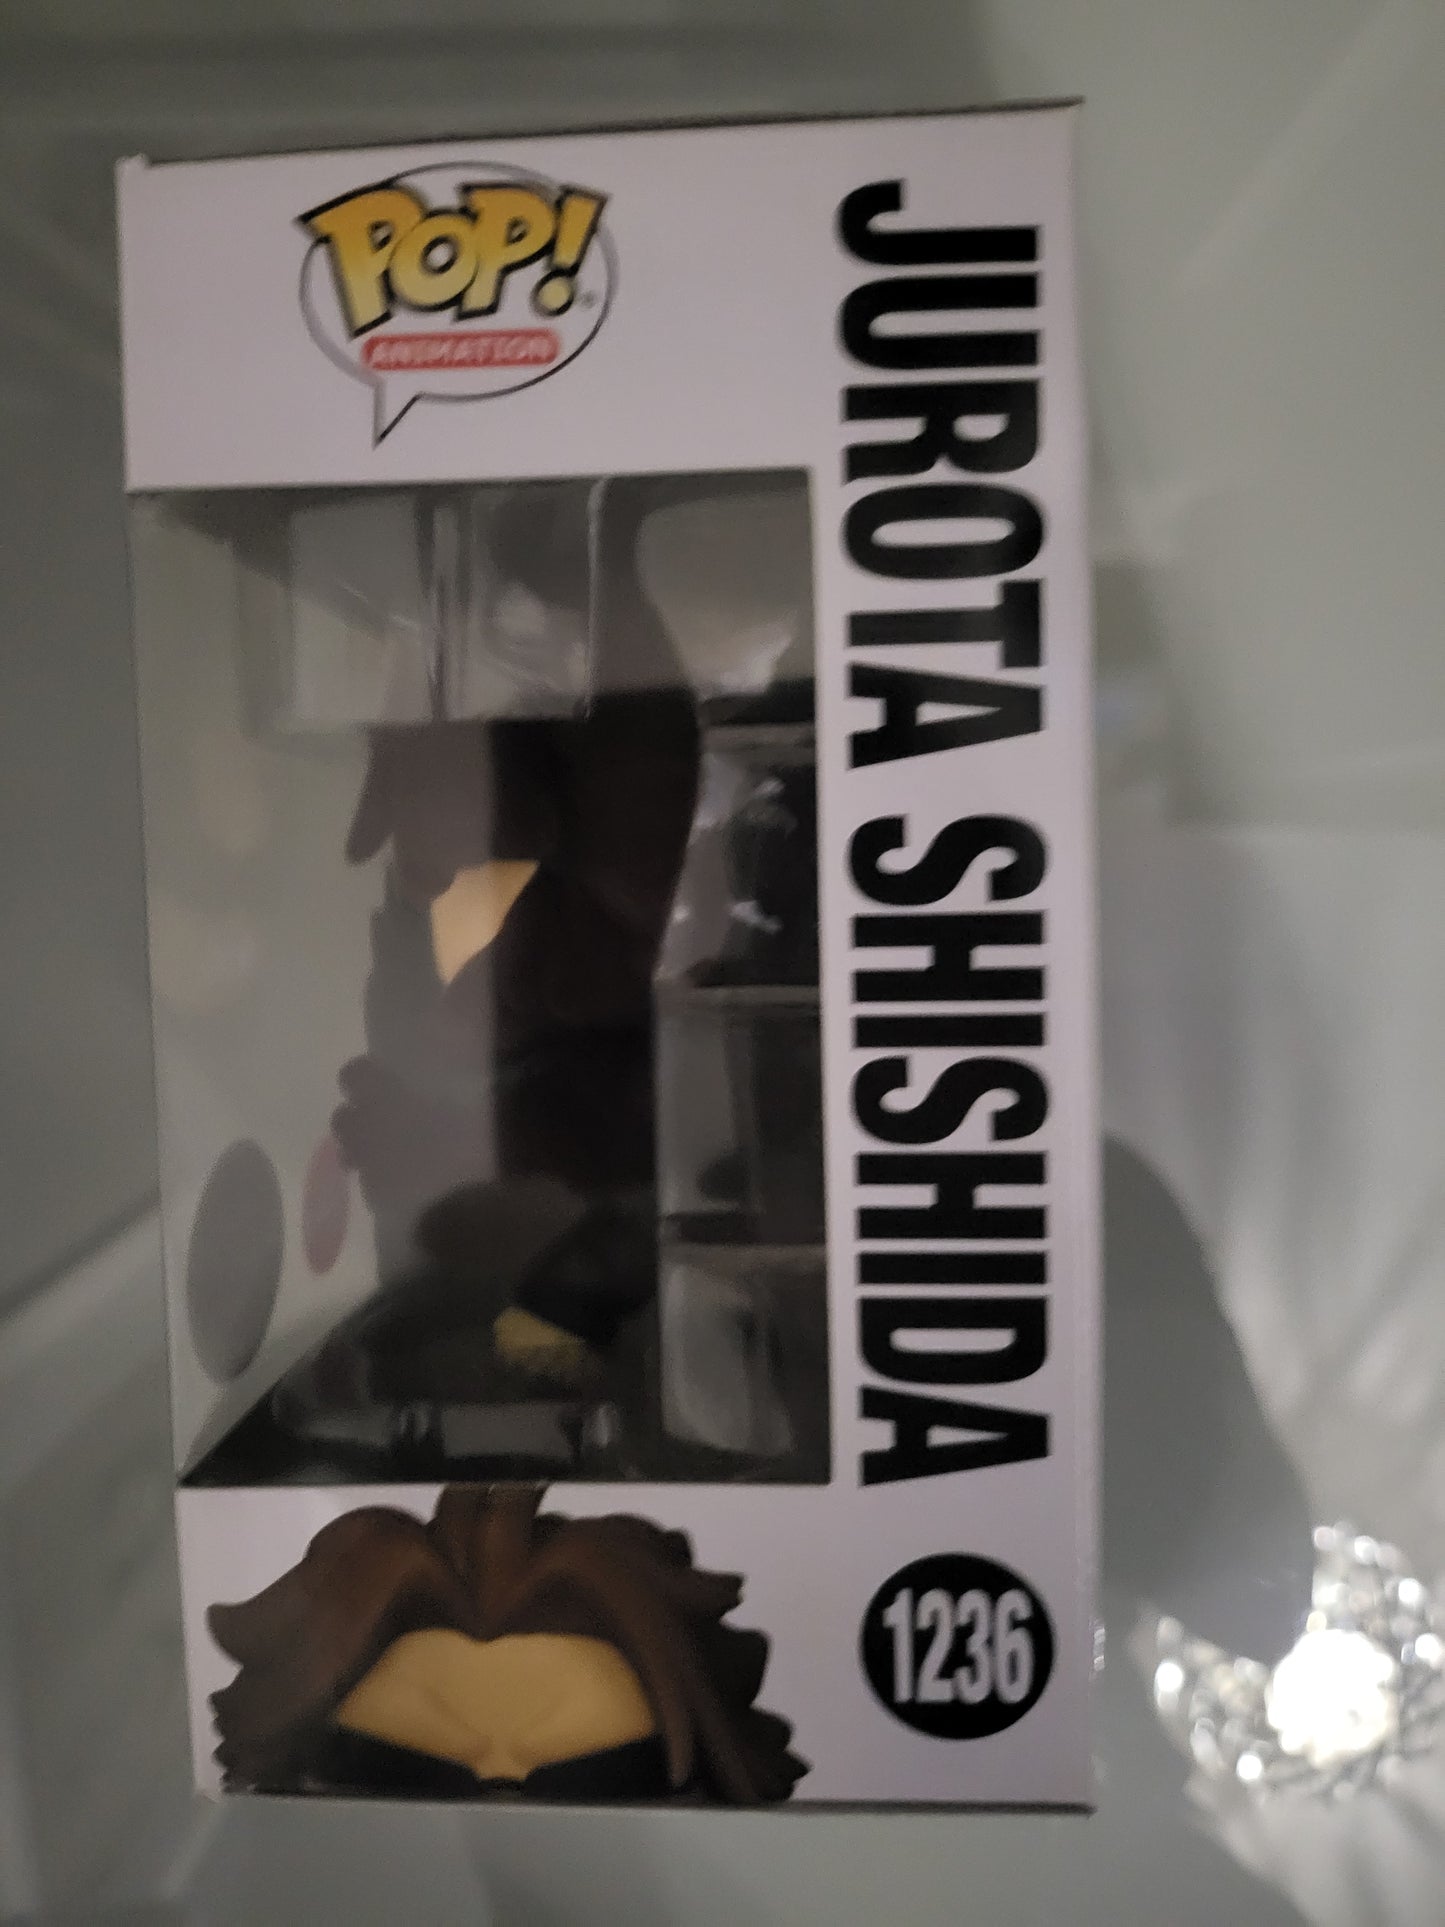 POP!
ANIMATION
JUROTA SHISHIDA
1236